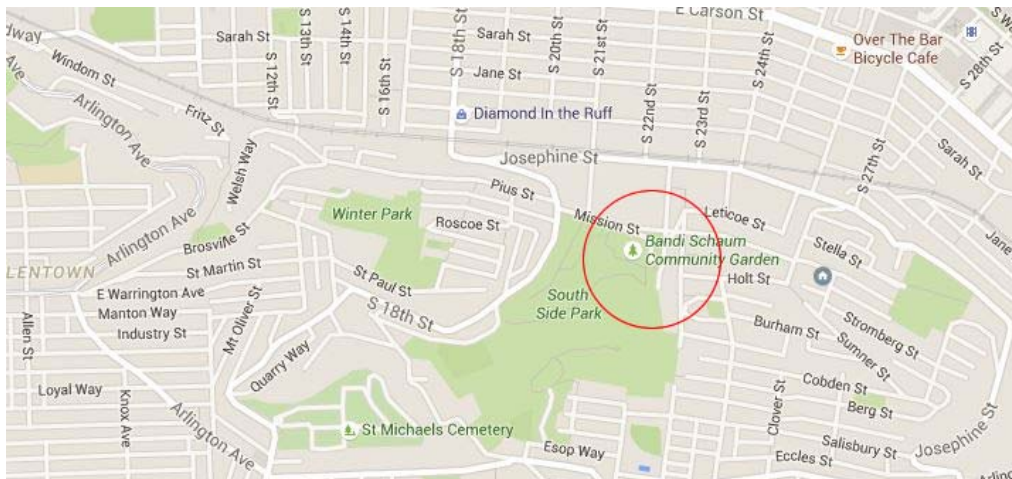 E Carson St
S 18th St
S 13th St
S 14th St
Sarah St
Sarah St
S 20th St
S 21st St
Over The Bar
Bicycle Cafe
S 28th St
dway
Windom St
S 12th St
S 16th St
Jane St
S 24th St
Ave
Arlington Ave
Fritz St
Diamond In the Ruff
S 22nd St
S 23rd St
Sarah St
Josephine St
S 27th St
Welsh Way
Pius St
Winter Park
Roscoe St
Mission St
Leticoe St
Jane
Arlington Ave
Brosville St
Bandi Schaum
Community Garden
Stella St
LENTOWN
St Martin St
St Paul St
Holt St
E Warrington Ave
South
Side Park
Manton Way
S 18th St
Allen St
Industry St
Mt Oliver St
Burham St
Stromberg St
Sumner St
Quarry Way
Loyal Way
Knox Ave
Cobden St
Berg St
Clover St
Arlington Ave
St Michaels Cemetery
Esop Way
Salisbury St
Josephine St
Eccles St